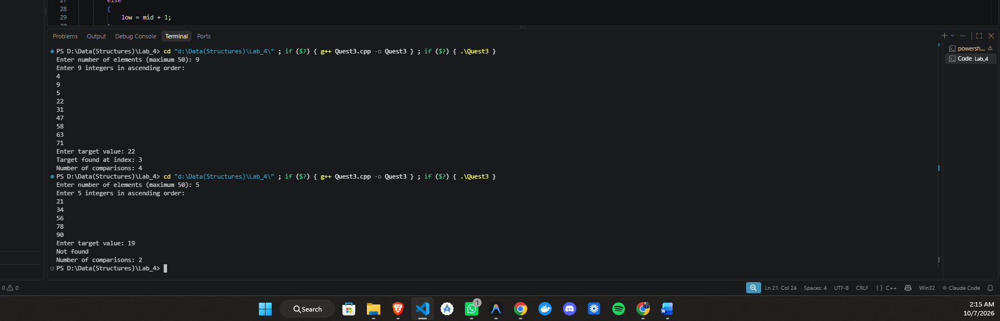 else
28 {
29 low = mid + 1;
Problems Output Debug Console Terminal Ports
PS D:\Data(Structures)\Lab_4> cd "d:\Data(Structures)\Lab_4\" ; if ($?) { g++ Quest3.cpp -o Quest3 } ; if ($?) { .\Quest3 }
Enter number of elements (maximum 50): 9
Enter 9 integers in ascending order:
4
9
5
22
31
47
58
63
71
Enter target value: 22
Target found at index: 3
Number of comparisons: 4
PS D:\Data(Structures)\Lab_4> cd "d:\Data(Structures)\Lab_4\" ; if ($?) { g++ Quest3.cpp -o Quest3 } ; if ($?) { .\Quest3 }
Enter number of elements (maximum 50): 5
Enter 5 integers in ascending order:
21
34
56
78
90
Enter target value: 19
Not found
Number of comparisons: 2
PS D:\Data(Structures)\Lab_4>
powersh...
Code Lab_4
0 0 Ln 21, Col 24 Spaces: 4 UTF-8 CRLF {} C++ Win32 Claude Code
Search 1 W
2:15 AM
10/7/2026